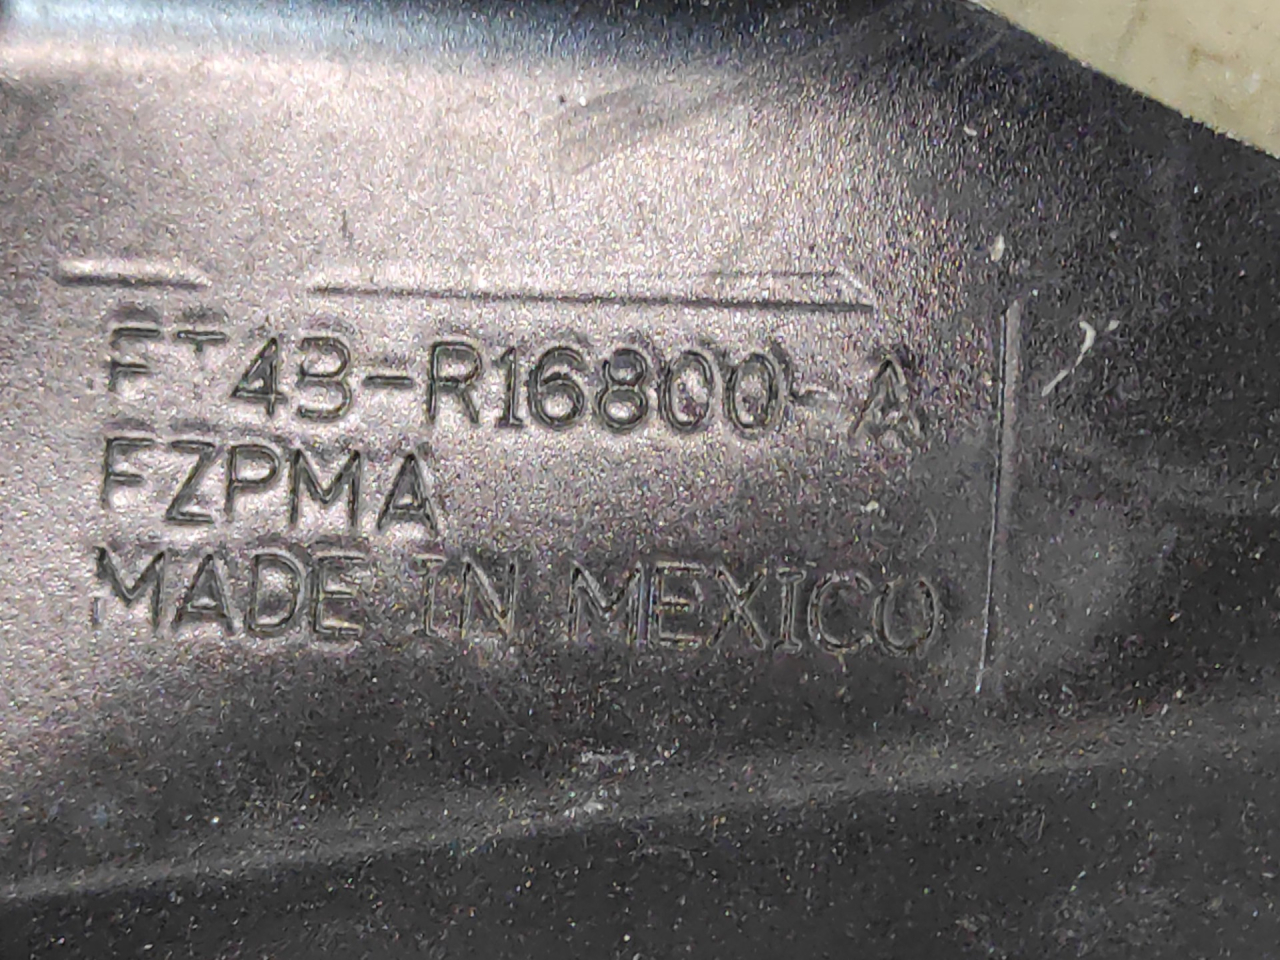 FT4B-R16800-A
FZPMA
MADE IN MEXICO